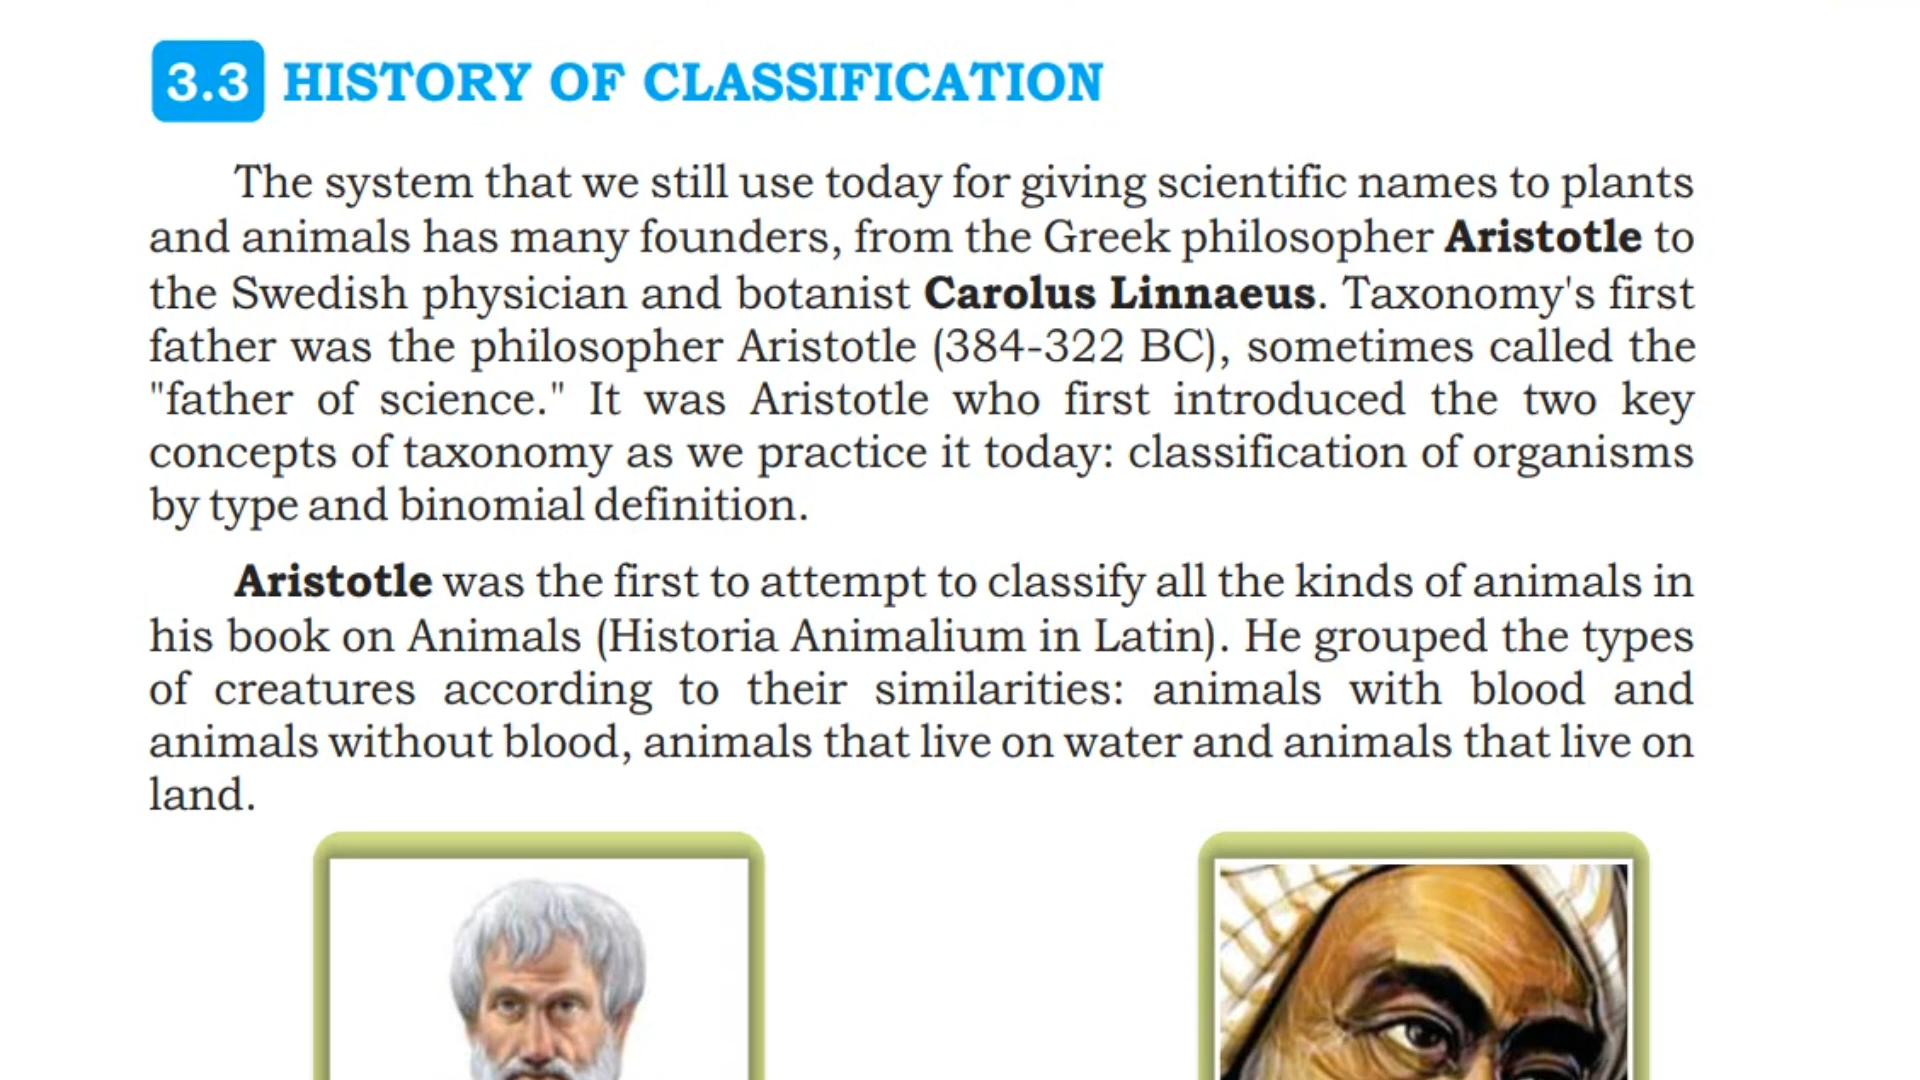 3.3 HISTORY OF CLASSIFICATION
The system that we still use today for giving scientific names to plants
and animals has many founders, from the Greek philosopher Aristotle to
the Swedish physician and botanist Carolus Linnaeus. Taxonomy's first
father was the philosopher Aristotle (384-322 BC), sometimes called the
"father of science." It was Aristotle who first introduced the two key
concepts of taxonomy as we practice it today: classification of organisms
by type and binomial definition.
Aristotle was the first to attempt to classify all the kinds of animals in
his book on Animals (Historia Animalium in Latin). He grouped the types
of creatures according to their similarities: animals with blood and
animals without blood, animals that live on water and animals that live on
land.